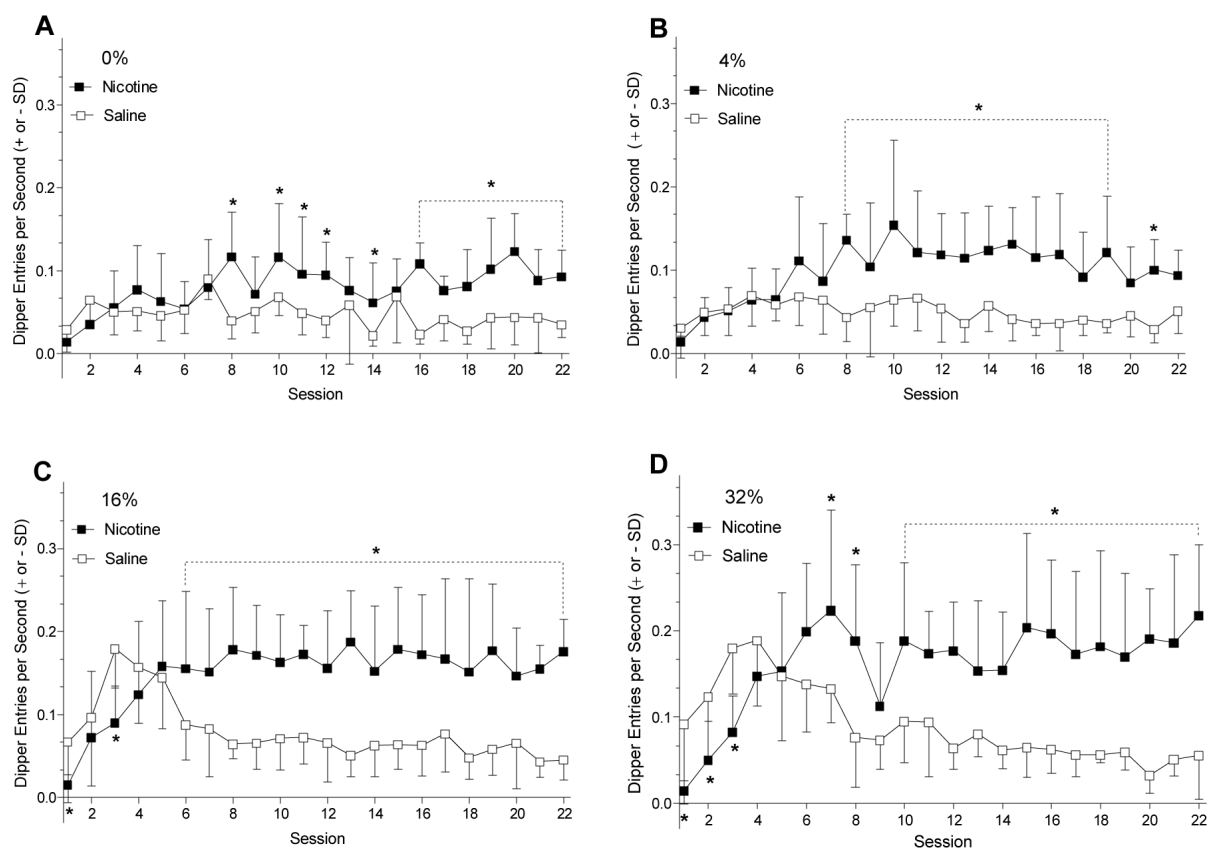 A
0%
Nicotine
Saline
Dipper Entries per Second (+ or - SD)
0.3
0.2
0.1
0.0
* * * * * *
2 4 6 8 10 12 14 16 18 20 22
Session
B
4%
Nicotine
Saline
Dipper Entries per Second (+ or - SD)
0.3
0.2
0.1
0.0
* *
2 4 6 8 10 12 14 16 18 20 22
Session
C
16%
Nicotine
Saline
Dipper Entries per Second (+ or - SD)
0.3
0.2
0.1
0.0
* * *
2 4 6 8 10 12 14 16 18 20 22
Session
D
32%
Nicotine
Saline
Dipper Entries per Second (+ or - SD)
0.3
0.2
0.1
0.0
* * * * * *
2 4 6 8 10 12 14 16 18 20 22
Session